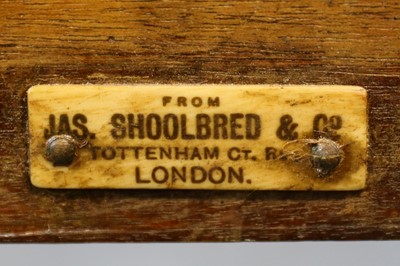 FROM
JAS. SHOOLBRED & Co
TOTTENHAM CT. R
LONDON.